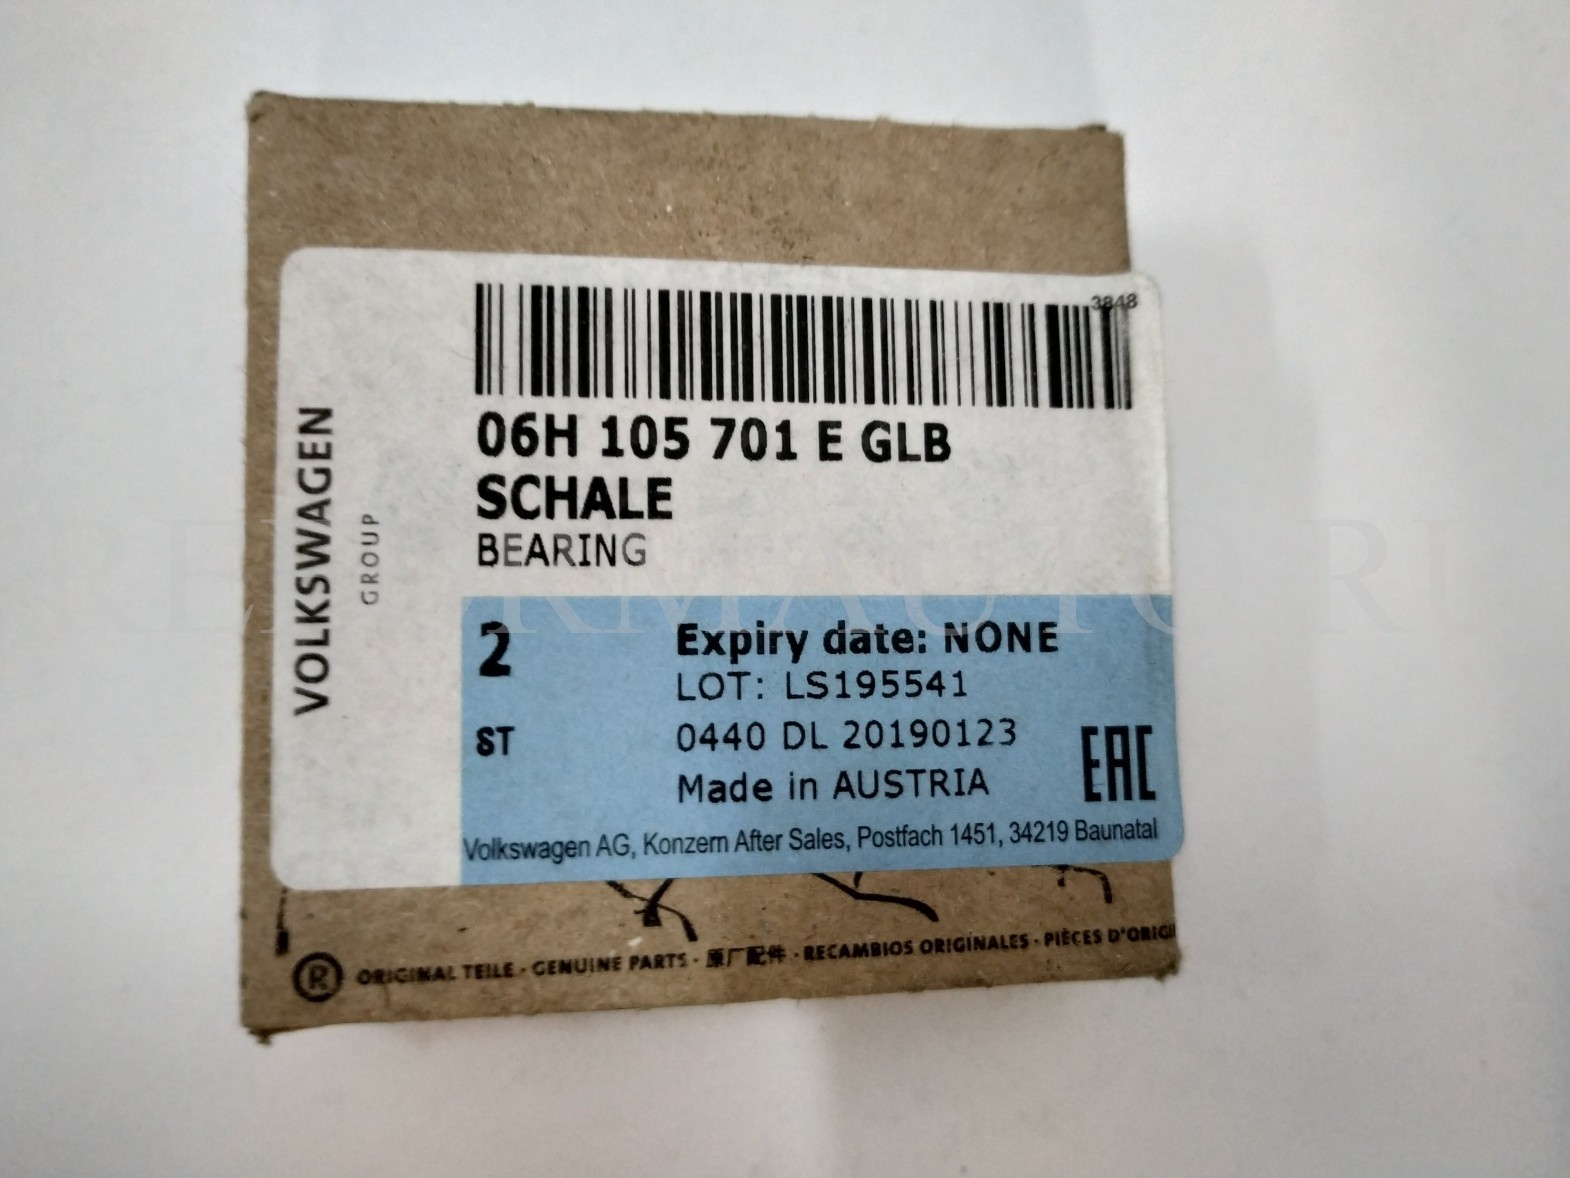 3848
06H 105 701 E GLB
SCHALE
BEARING
VOLKSWAGEN
GROUP
2
ST
Expiry date: NONE
LOT: LS195541
0440 DL 20190123
Made in AUSTRIA
EAC
Volkswagen AG, Konzern After Sales, Postfach 1451, 34219 Baunatal
® ORIGINAL TEILE · GENUINE PARTS · 原厂配件 · RECAMBIOS ORIGINALES · PIÈCES D'ORIGI